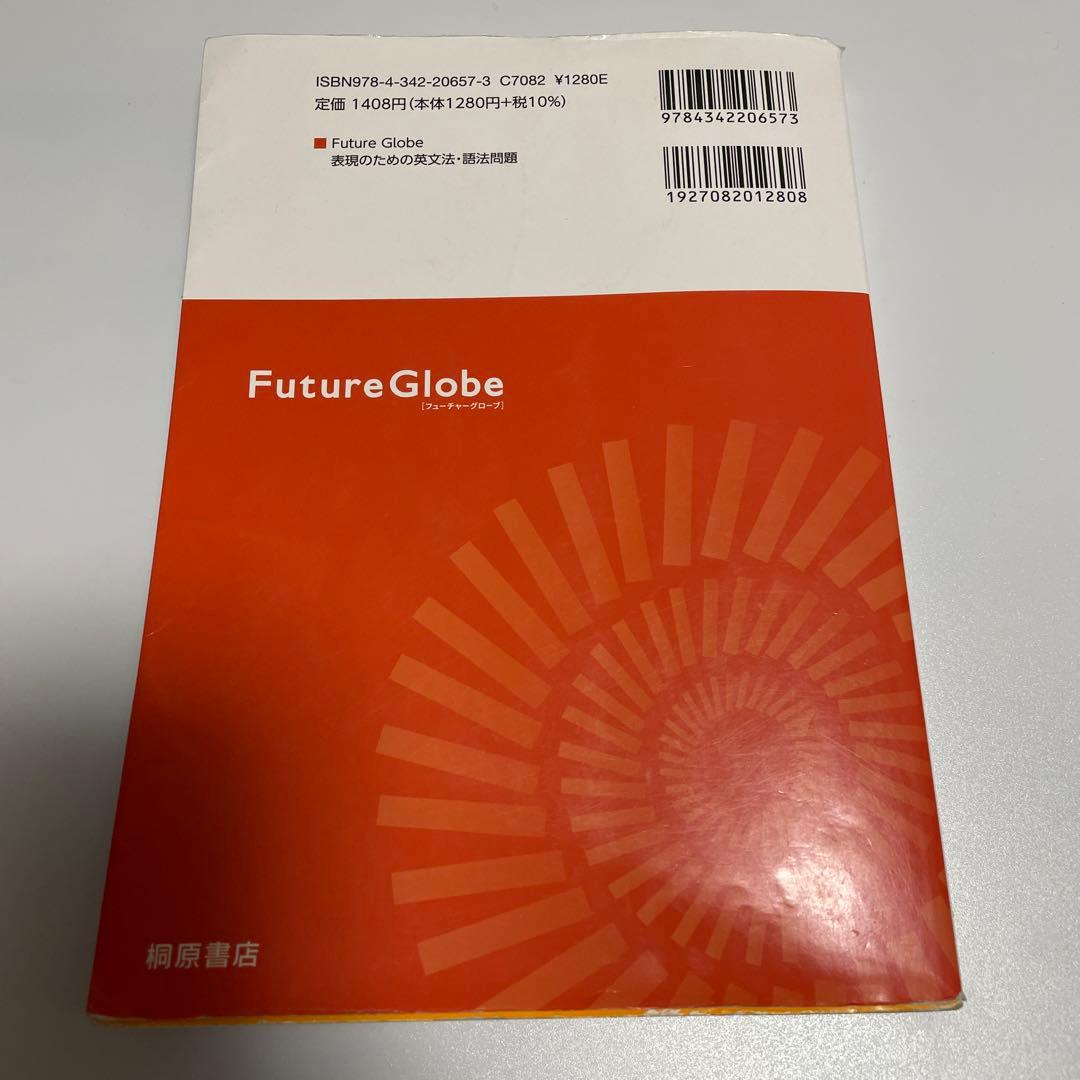 ISBN978-4-342-20657-3 C7082 ¥1280E
定価 1408円(本体1280円+税10%)
9784342206573
■ Future Globe
表現のための英文法・語法問題
1927082012808
FutureGlobe
[フューチャーグローブ]
桐原書店